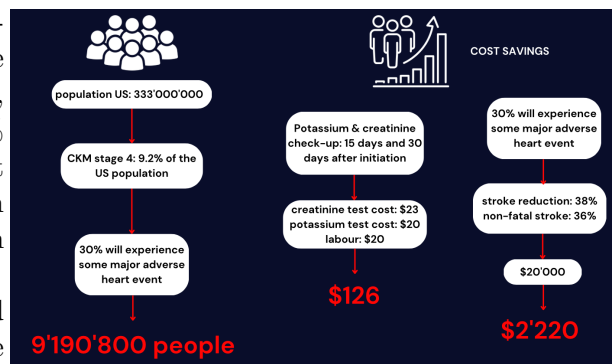 COST SAVINGS
population US: 333'000'000
CKM stage 4: 9.2% of the
US population
30% will experience
some major adverse
heart event
9'190'800 people
Potassium & creatinine
check-up: 15 days and 30
days after initiation
creatinine test cost: $23
potassium test cost: $20
labour: $20
$126
30% will experience
some major adverse
heart event
stroke reduction: 38%
non-fatal stroke: 36%
$20'000
$2'220